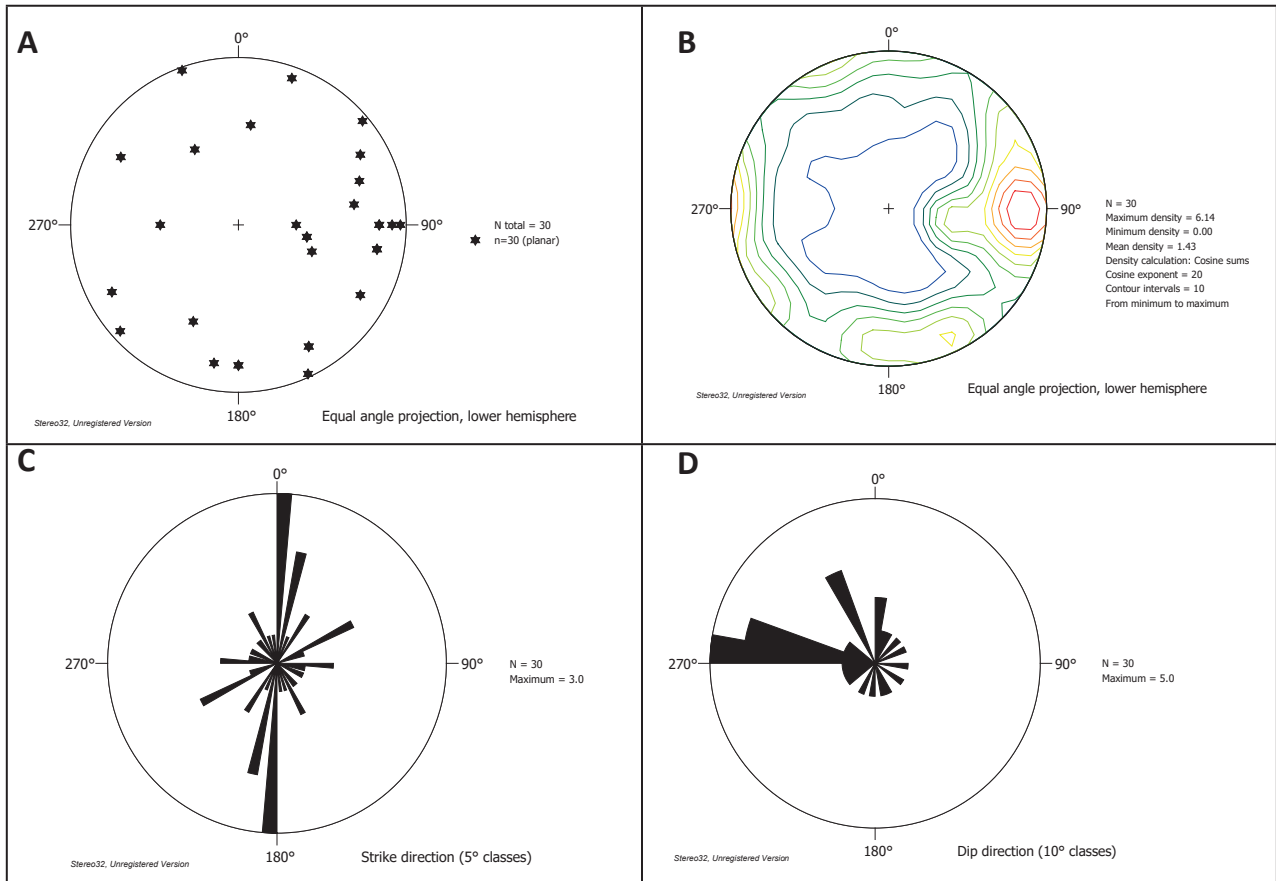 A
0°
270°
90°
N total = 30
n=30 (planar)
180°
Equal angle projection, lower hemisphere
Stereo32, Unregistered Version
B
0°
270°
90°
N = 30
Maximum density = 6.14
Minimum density = 0.00
Mean density = 1.43
Density calculation: Cosine sums
Cosine exponent = 20
Contour intervals = 10
From minimum to maximum
180°
Equal angle projection, lower hemisphere
Stereo32, Unregistered Version
C
0°
270°
90°
N = 30
Maximum = 3.0
180°
Strike direction (5° classes)
Stereo32, Unregistered Version
D
0°
270°
90°
N = 30
Maximum = 5.0
180°
Dip direction (10° classes)
Stereo32, Unregistered Version